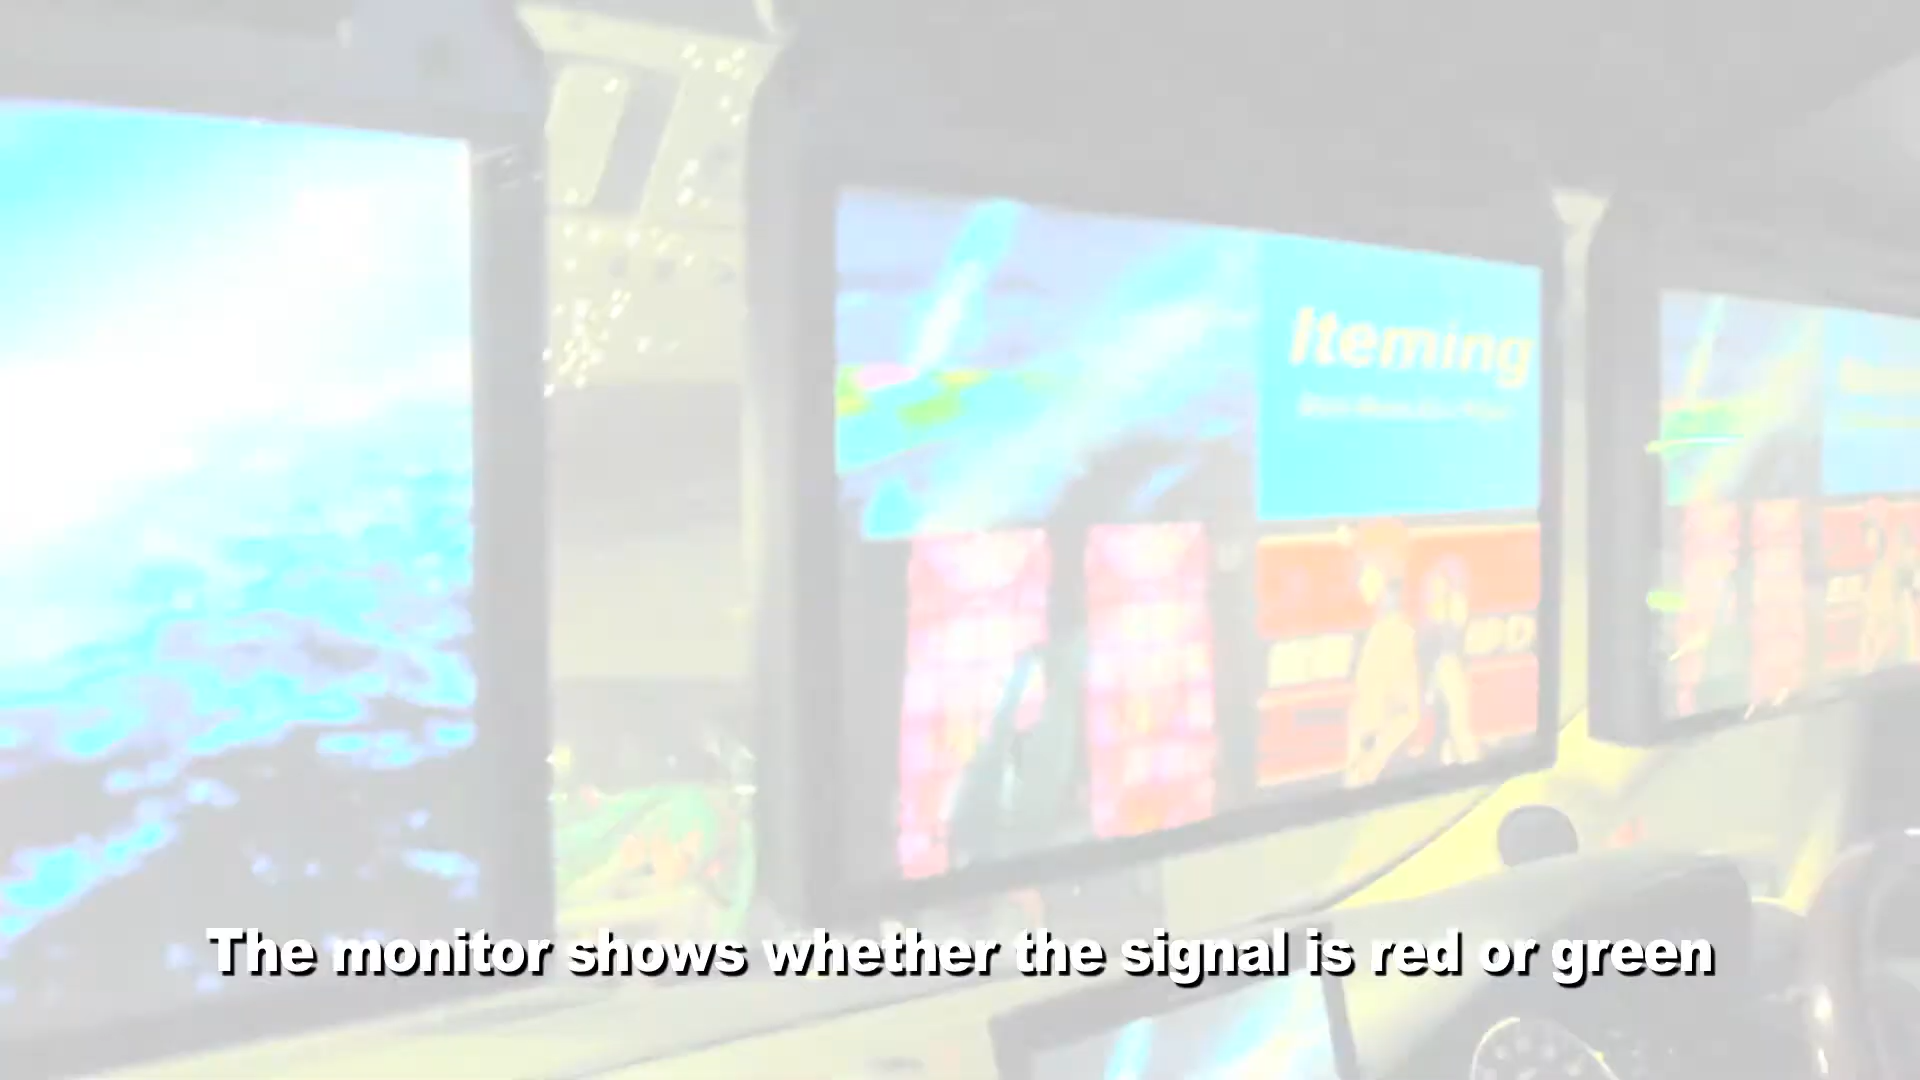 Iteming
The monitor shows whether the signal is red or green